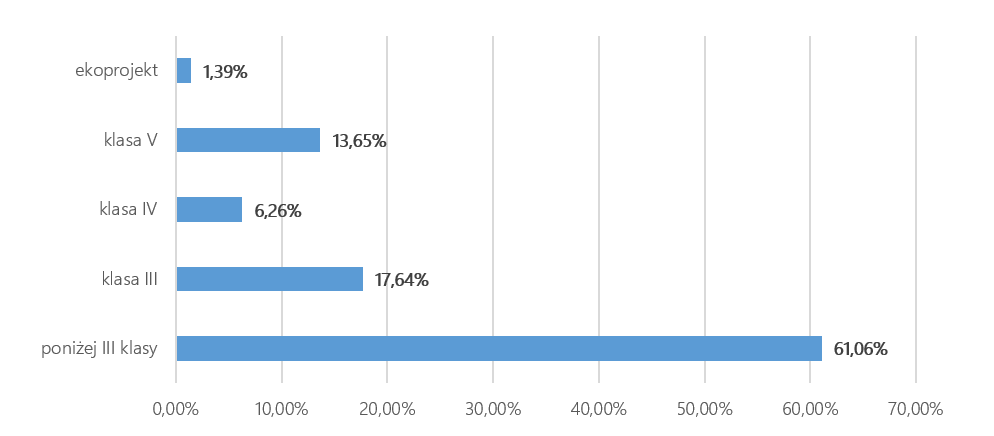 ekoprojekt 1,39%
klasa V 13,65%
klasa IV 6,26%
klasa III 17,64%
poniżej III klasy 61,06%
0,00% 10,00% 20,00% 30,00% 40,00% 50,00% 60,00% 70,00%